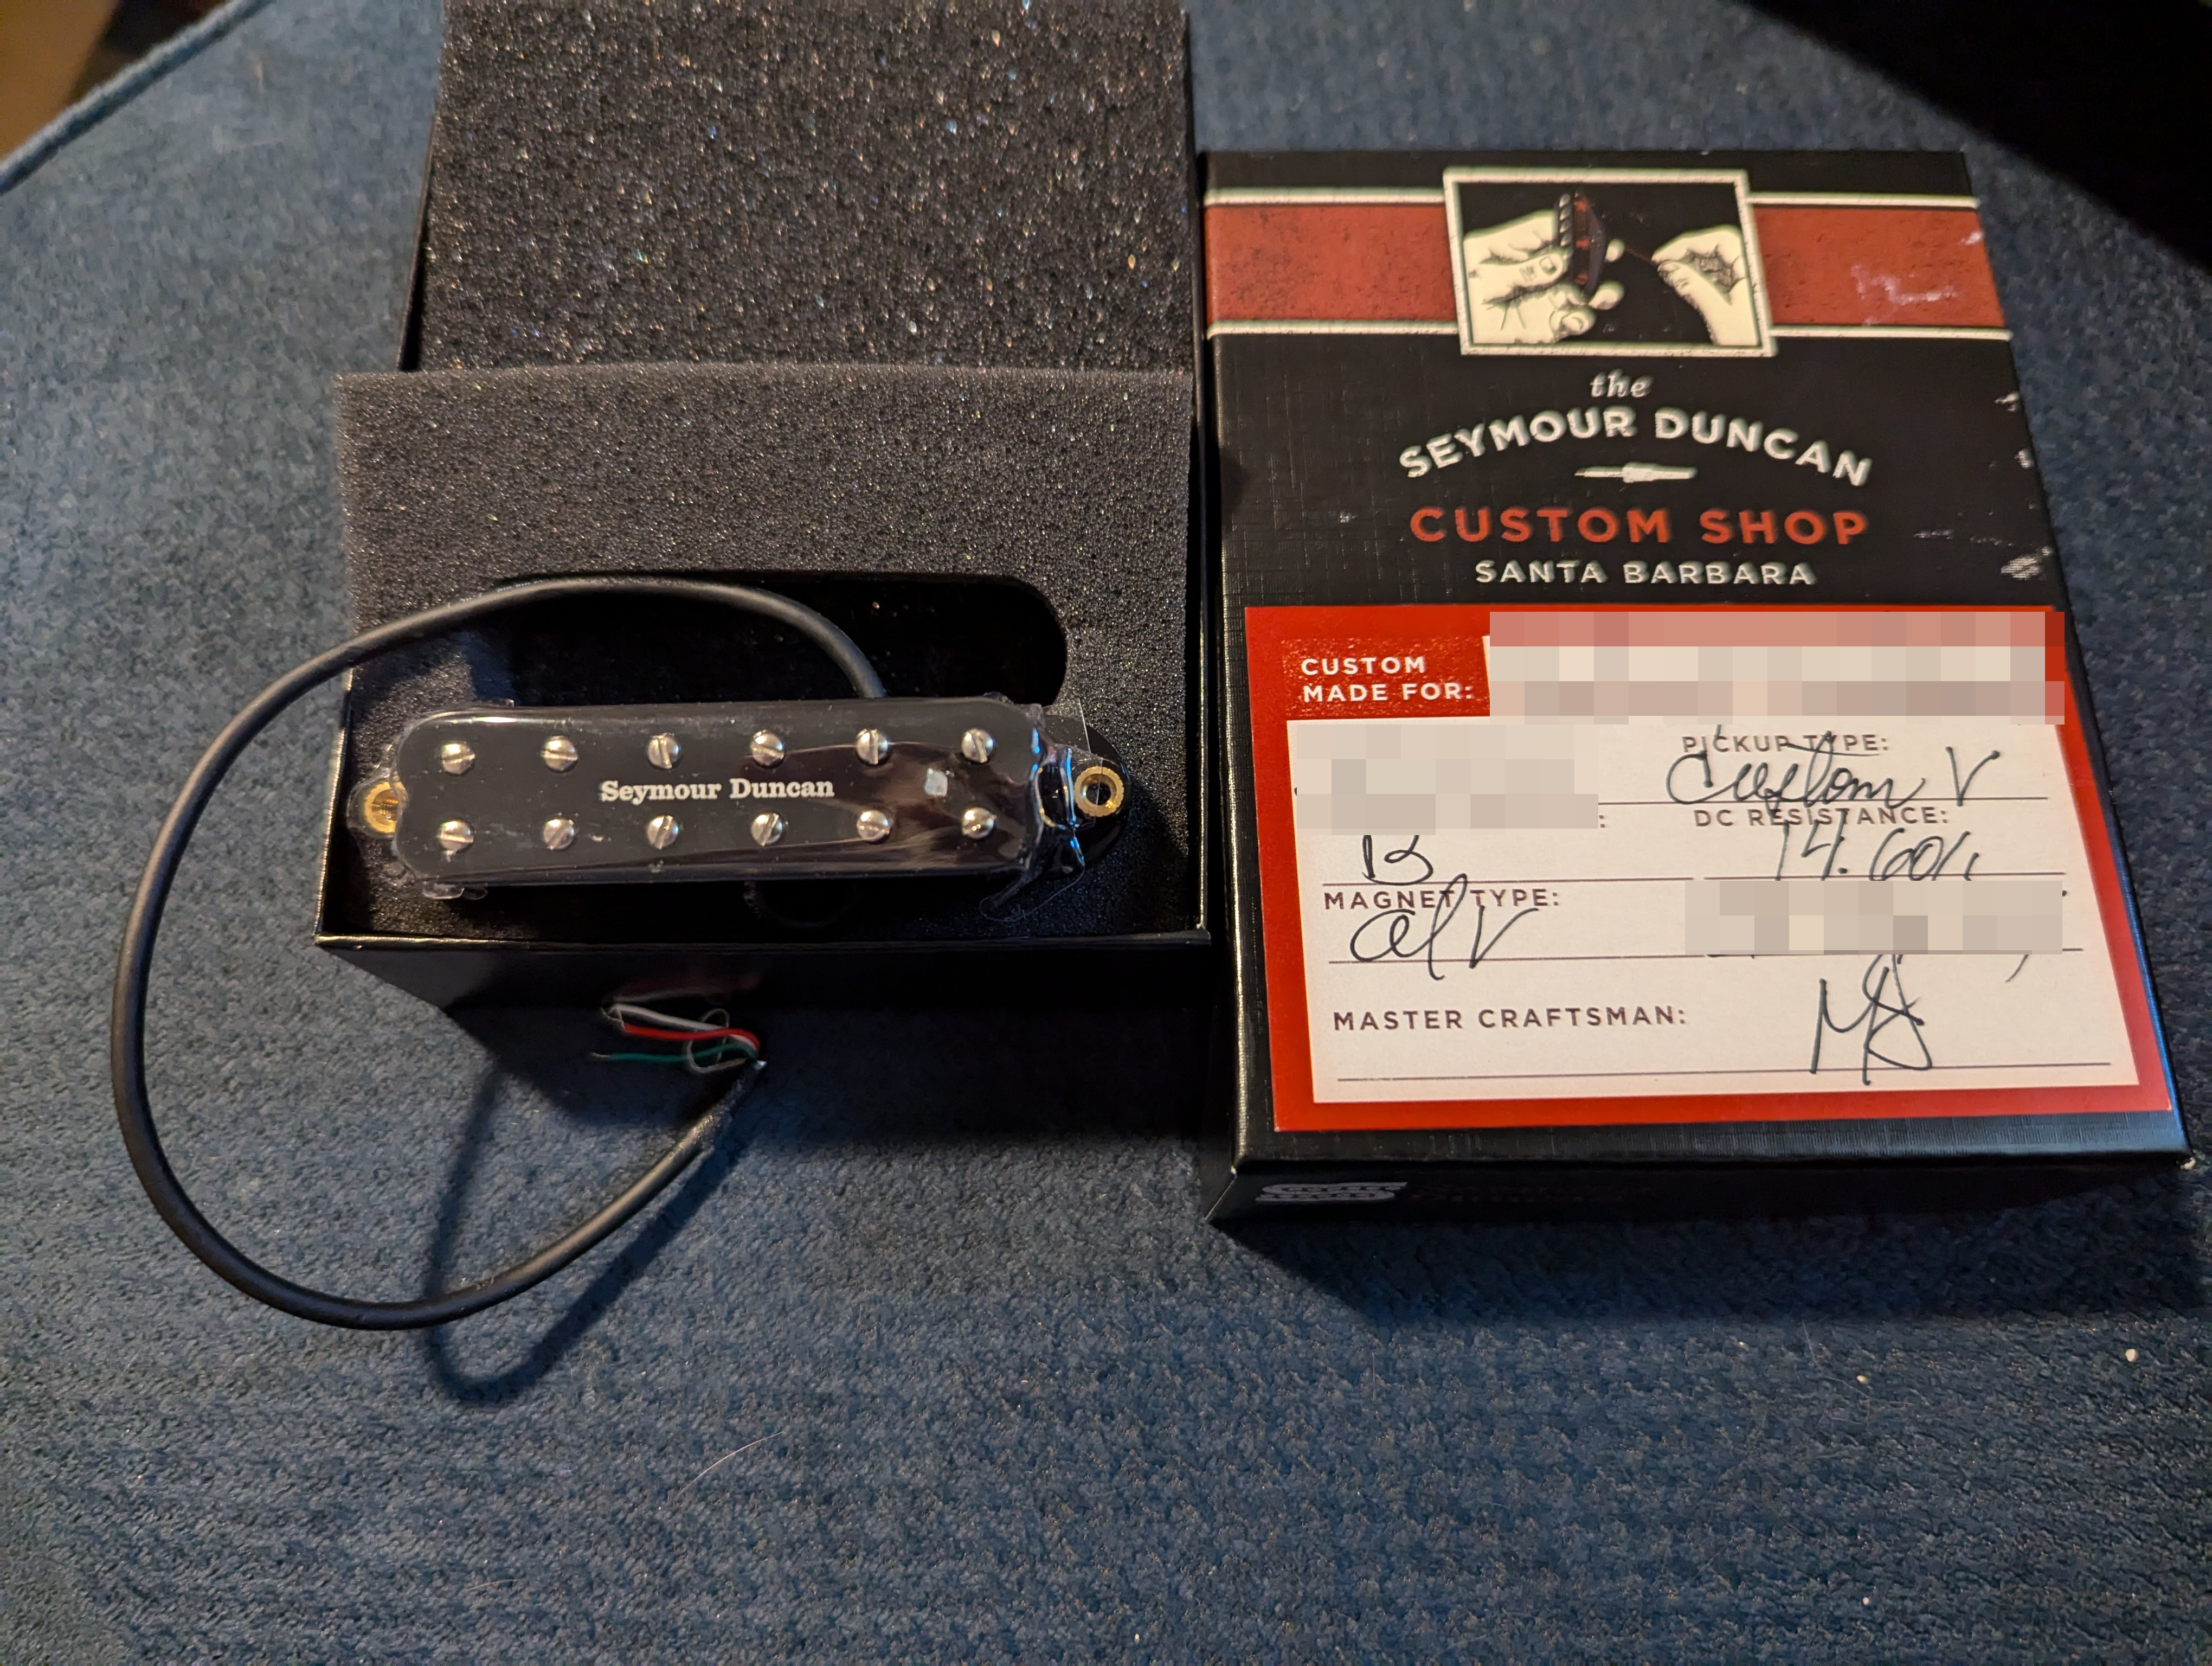 the
SEYMOUR DUNCAN
CUSTOM SHOP
SANTA BARBARA
Seymour Duncan
CUSTOM
MADE FOR:
PICKUP TYPE:
Custom V
DC RESISTANCE:
B
14.60k
MAGNET TYPE:
al V
MASTER CRAFTSMAN: